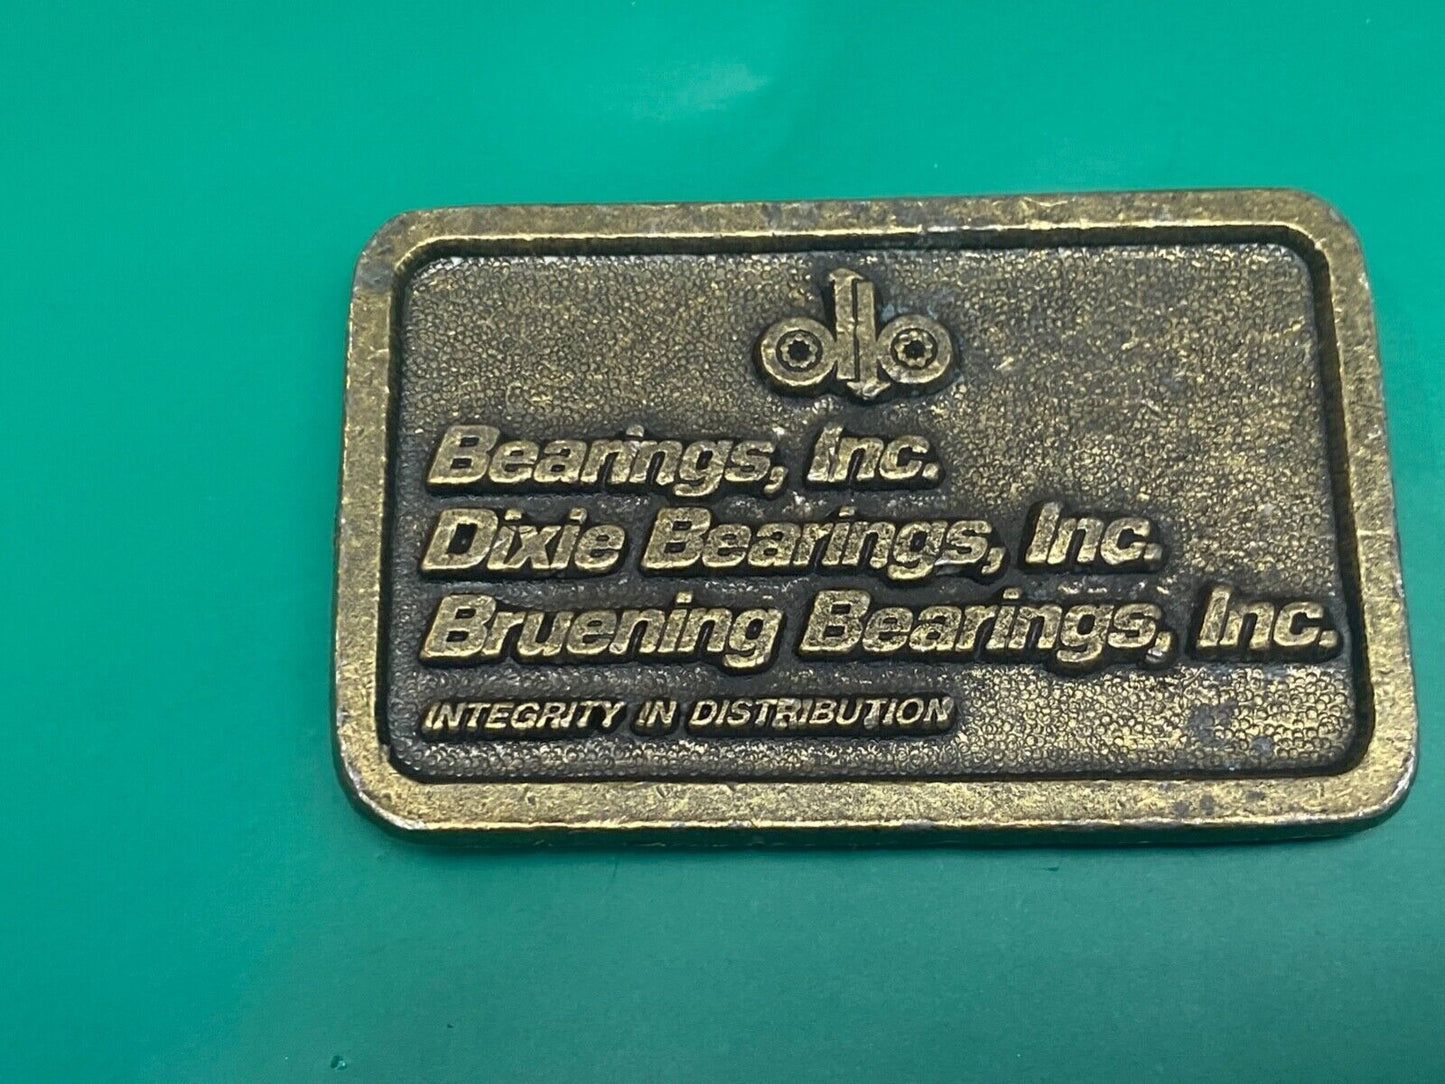 Bearings, Inc.
Dixie Bearings, Inc.
Bruening Bearings, Inc.
INTEGRITY IN DISTRIBUTION